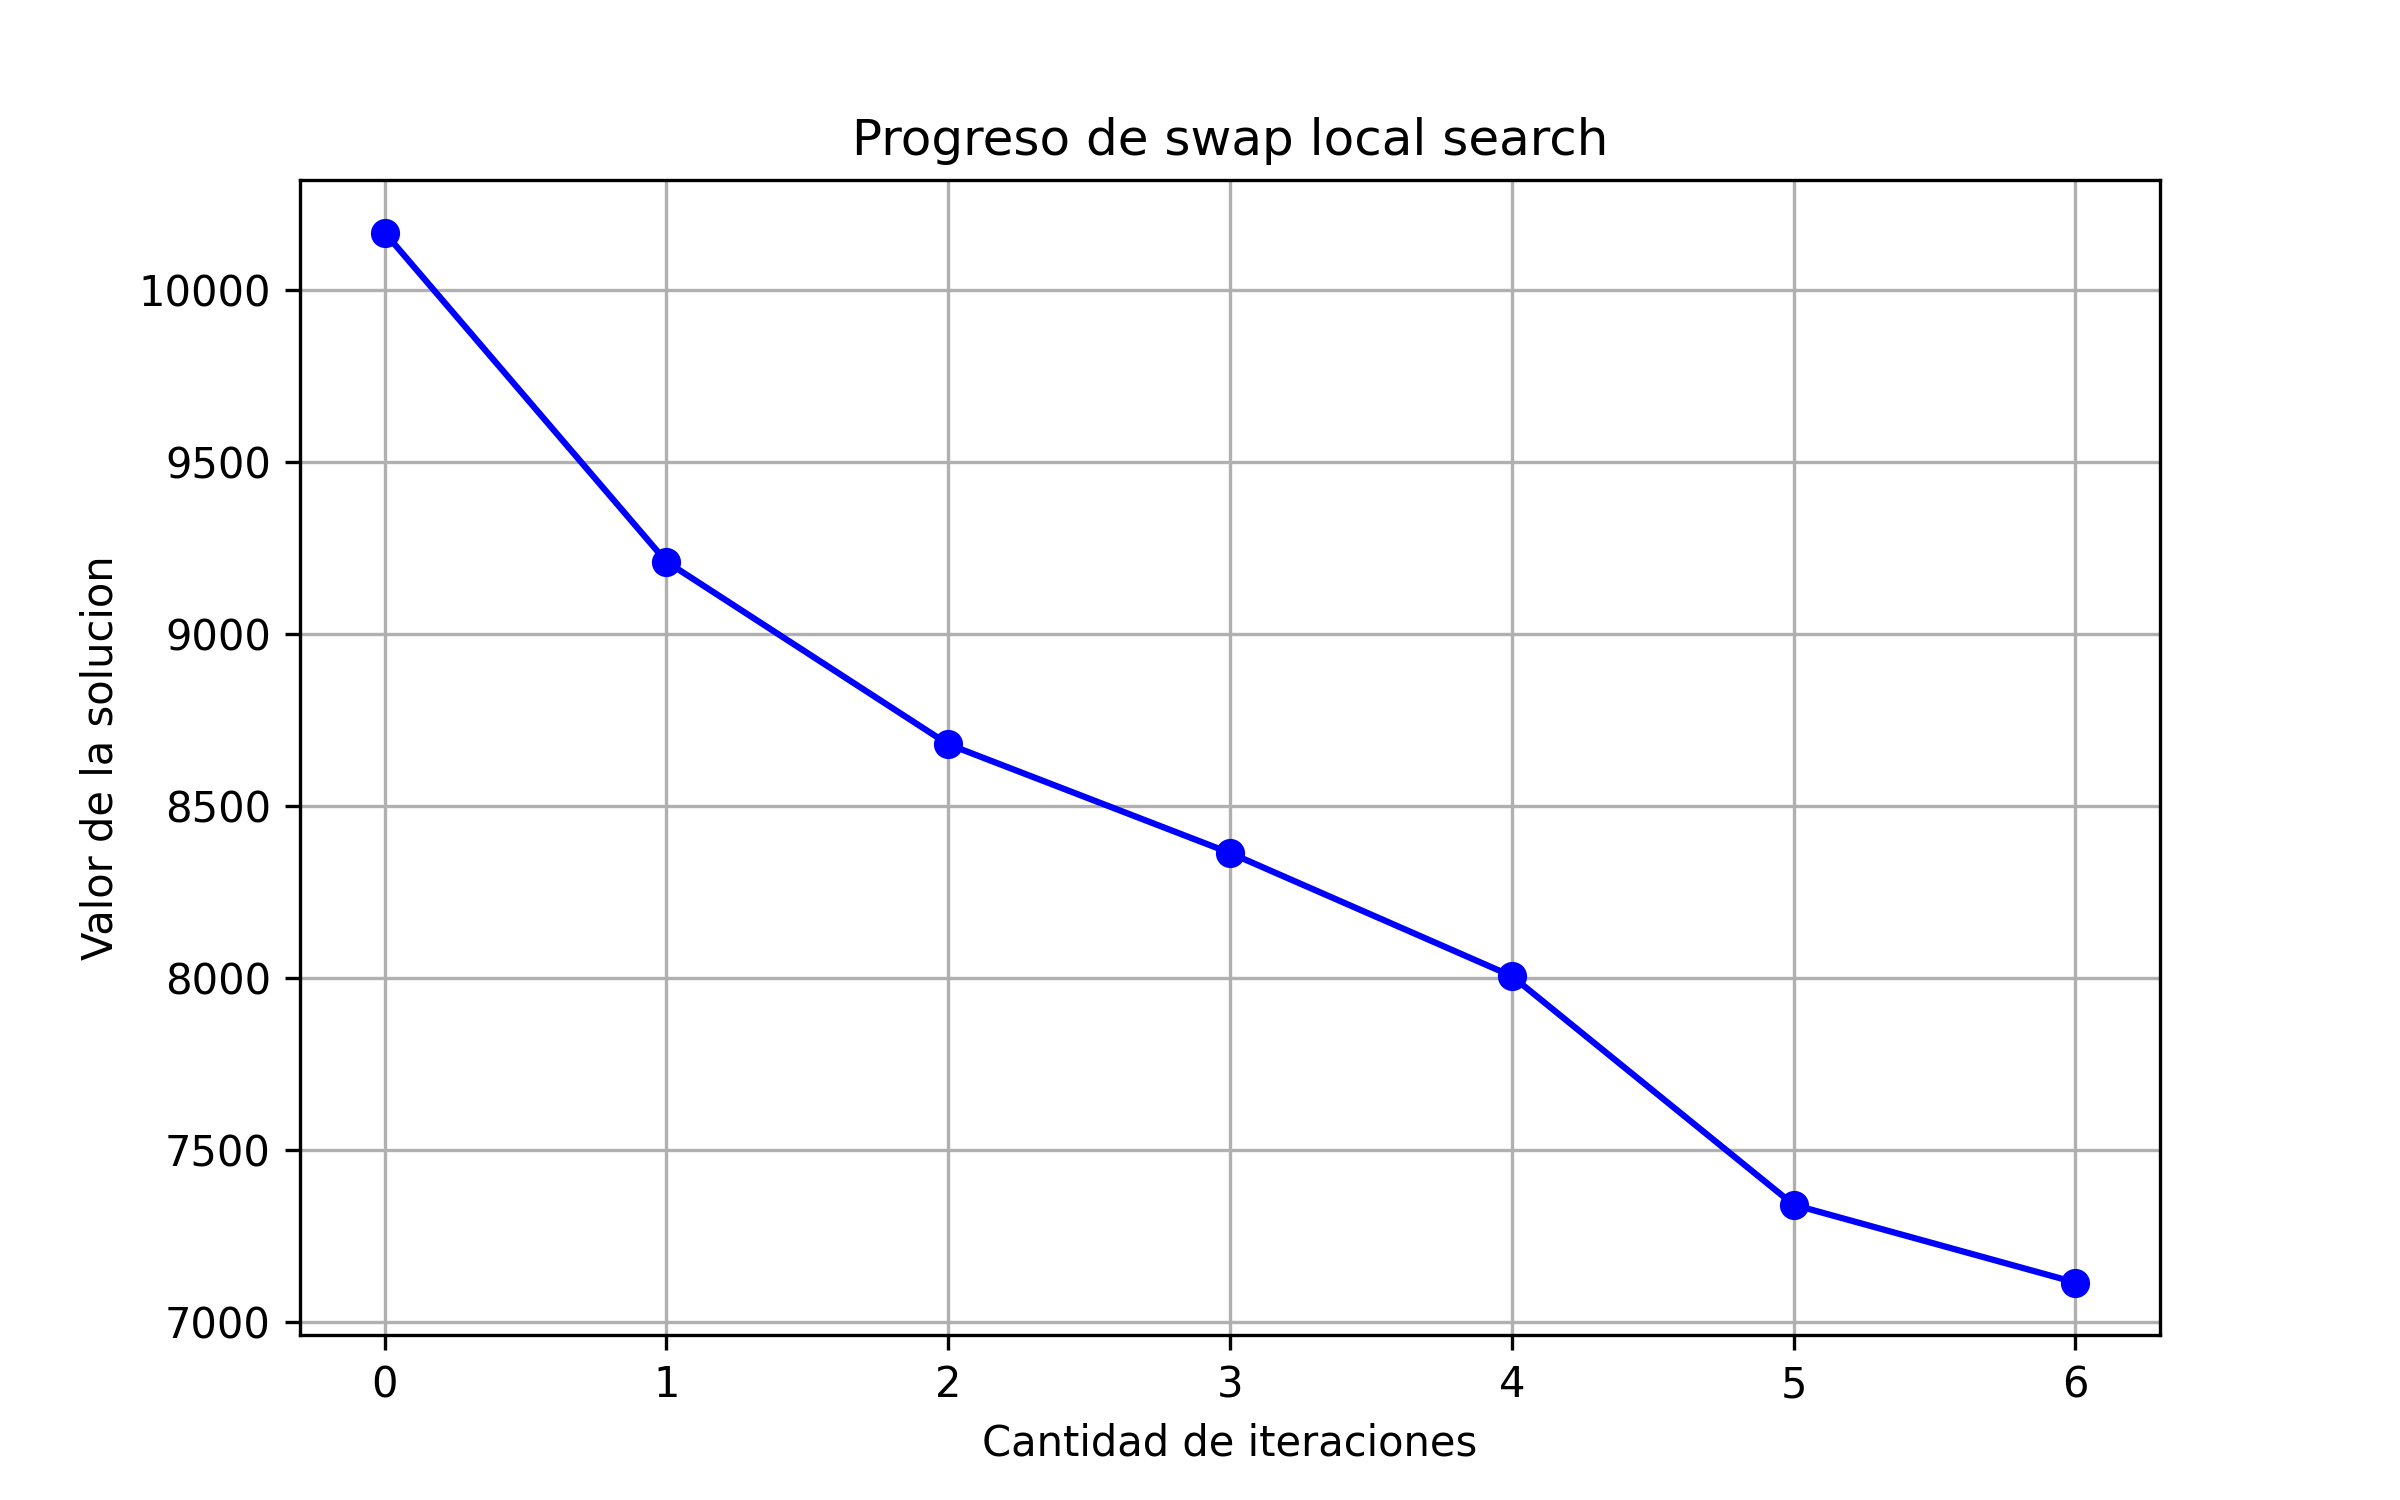 Progreso de swap local search
10000
9500
9000
8500
8000
7500
7000
Valor de la solucion
0 1 2 3 4 5 6
Cantidad de iteraciones